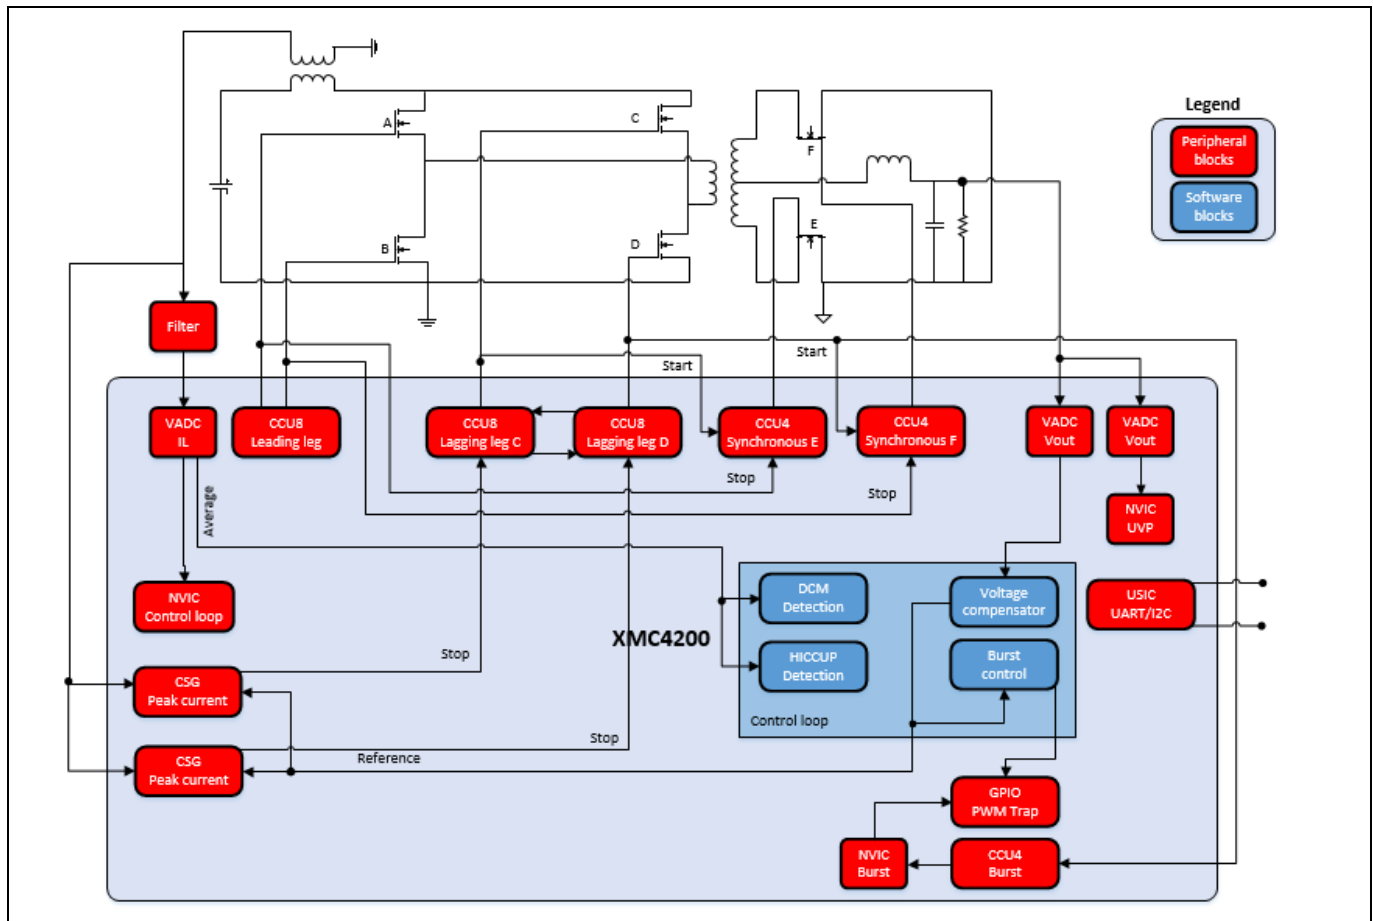 Legend
Peripheral
blocks
Software
blocks
A
C
F
B
D
E
Filter
Start
Start
VADC
IL
CCU8
Leading leg
CCU8
Lagging leg C
CCU8
Lagging leg D
CCU4
Synchronous E
CCU4
Synchronous F
VADC
Vout
VADC
Vout
Average
Stop
Stop
NVIC
UVP
NVIC
Control loop
DCM
Detection
Voltage
compensator
USIC
UART/I2C
XMC4200
HICCUP
Detection
Burst
control
Control loop
Stop
CSG
Peak current
Stop
Reference
CSG
Peak current
GPIO
PWM Trap
NVIC
Burst
CCU4
Burst